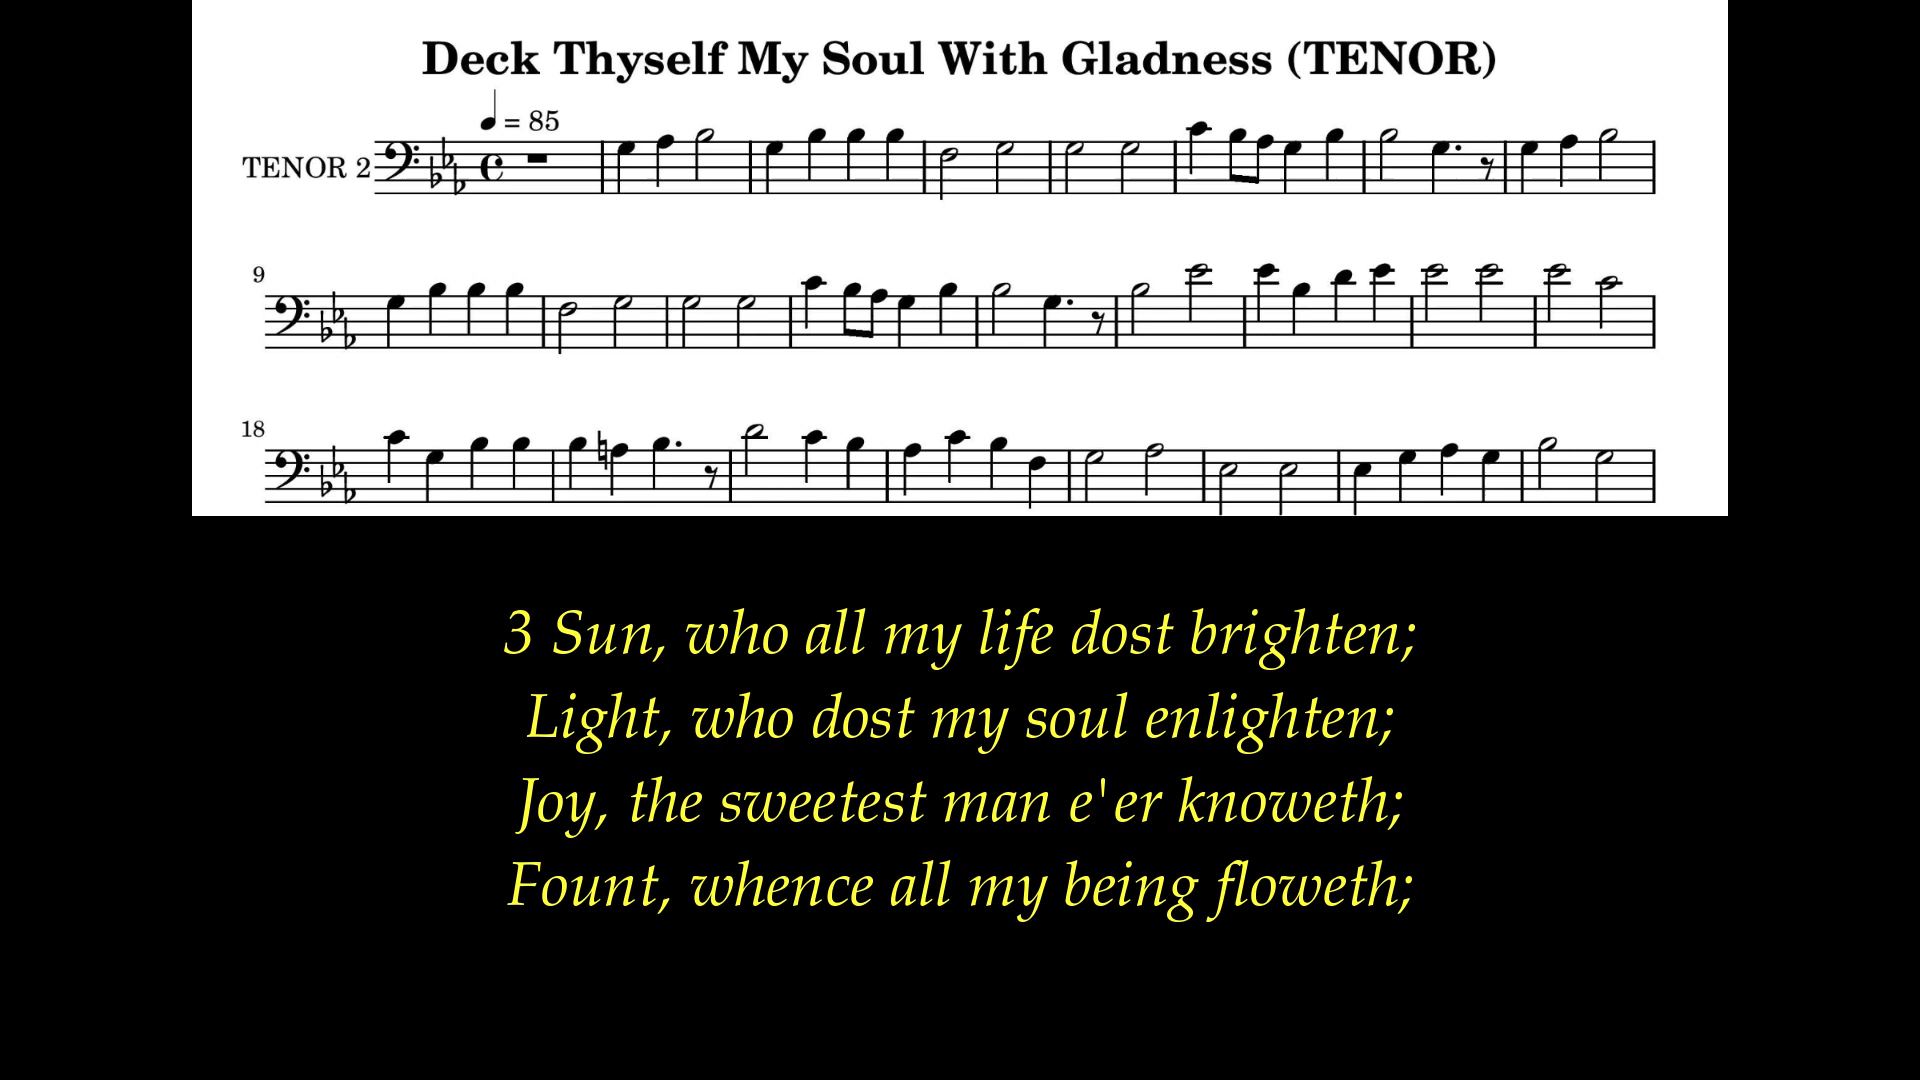 Deck Thyself My Soul With Gladness (TENOR)
= 85
TENOR 2
9
18
3 Sun, who all my life dost brighten;
Light, who dost my soul enlighten;
Joy, the sweetest man e'er knoweth;
Fount, whence all my being floweth;